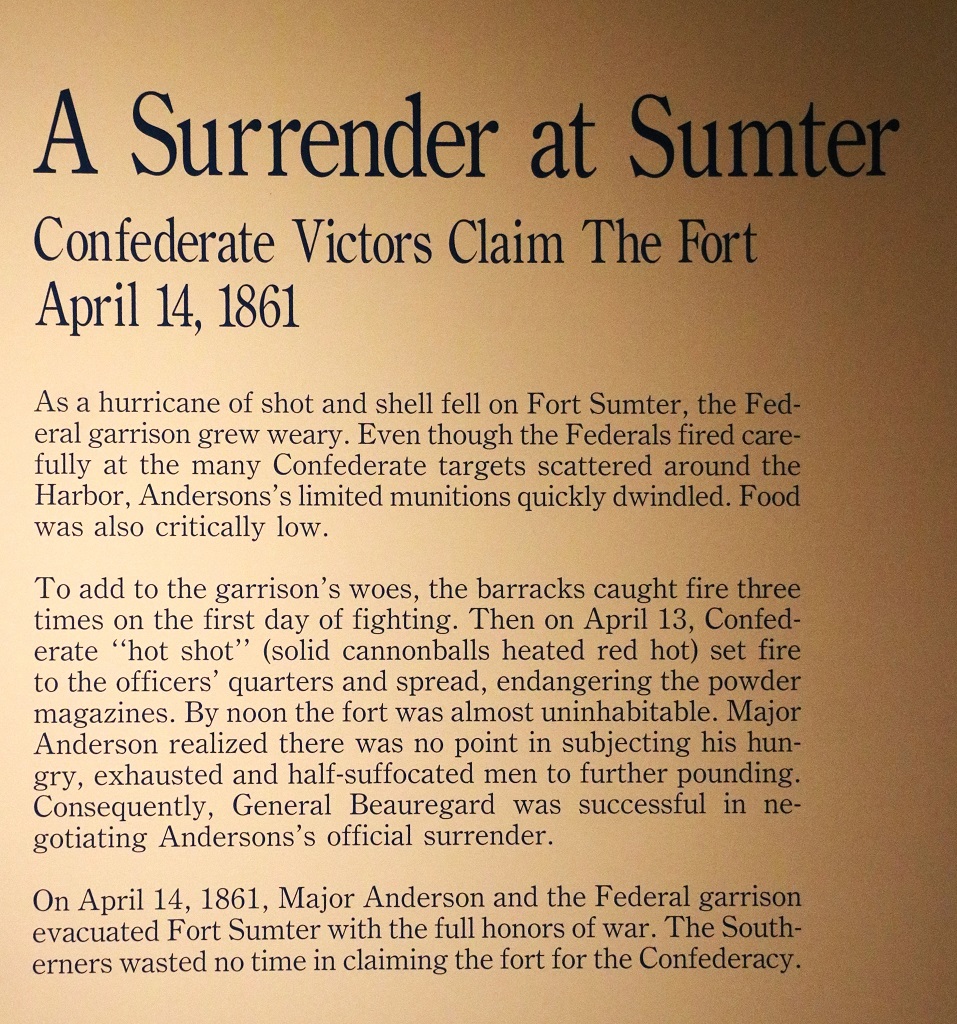 A Surrender at Sumter
Confederate Victors Claim The Fort
April 14, 1861
As a hurricane of shot and shell fell on Fort Sumter, the Fed-
eral garrison grew weary. Even though the Federals fired care-
fully at the many Confederate targets scattered around the
Harbor, Andersons's limited munitions quickly dwindled. Food
was also critically low.
To add to the garrison's woes, the barracks caught fire three
times on the first day of fighting. Then on April 13, Confed-
erate ‘‘hot shot’’ (solid cannonballs heated red hot) set fire
to the officers' quarters and spread, endangering the powder
magazines. By noon the fort was almost uninhabitable. Major
Anderson realized there was no point in subjecting his hun-
gry, exhausted and half-suffocated men to further pounding.
Consequently, General Beauregard was successful in ne-
gotiating Andersons's official surrender.
On April 14, 1861, Major Anderson and the Federal garrison
evacuated Fort Sumter with the full honors of war. The South-
erners wasted no time in claiming the fort for the Confederacy.